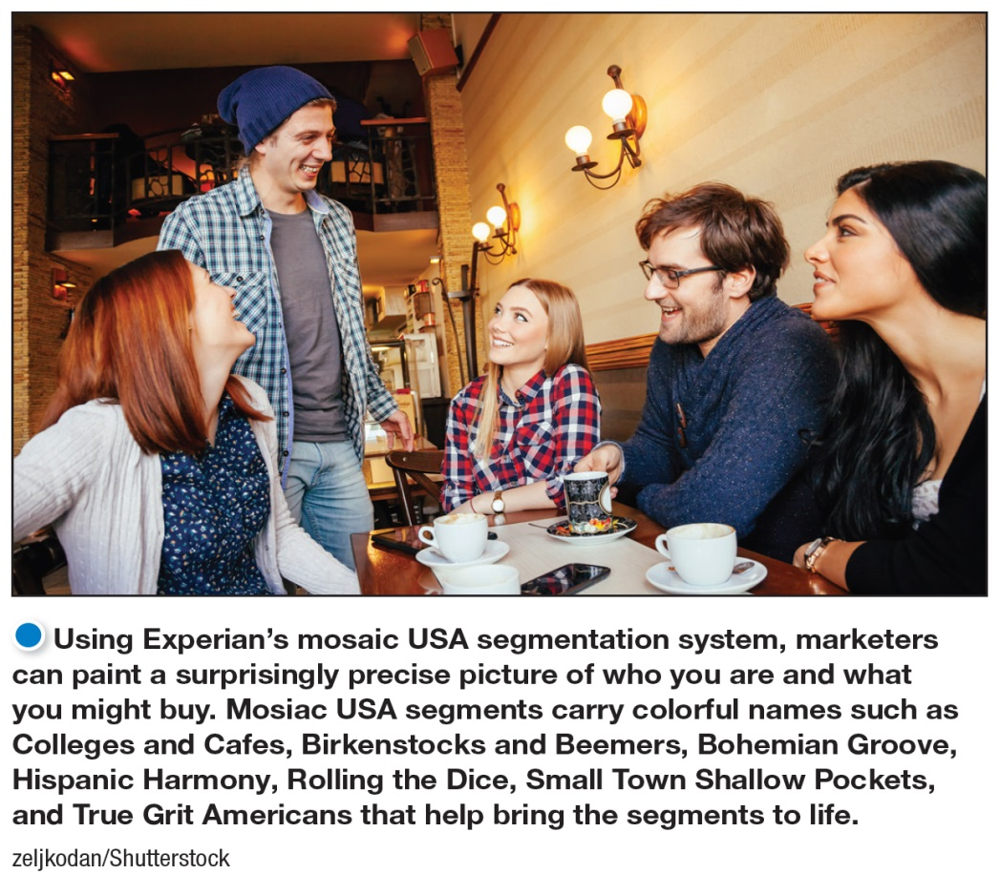 Using Experian’s mosaic USA segmentation system, marketers
can paint a surprisingly precise picture of who you are and what
you might buy. Mosiac USA segments carry colorful names such as
Colleges and Cafes, Birkenstocks and Beemers, Bohemian Groove,
Hispanic Harmony, Rolling the Dice, Small Town Shallow Pockets,
and True Grit Americans that help bring the segments to life.
zeljkodan/Shutterstock